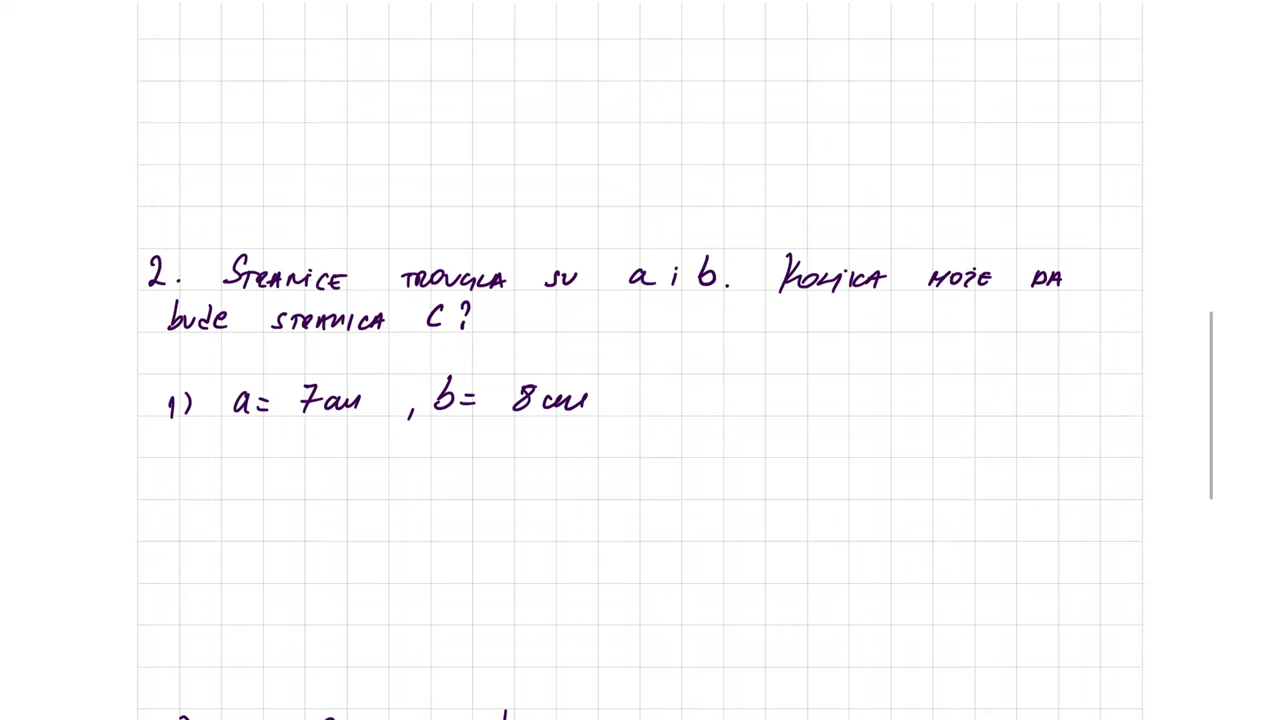 2. STRANICE TROUGLA SU a i b. KOLIKA MOŽE DA
bude STRANICA C?
1) a= 7cm , b= 8cm